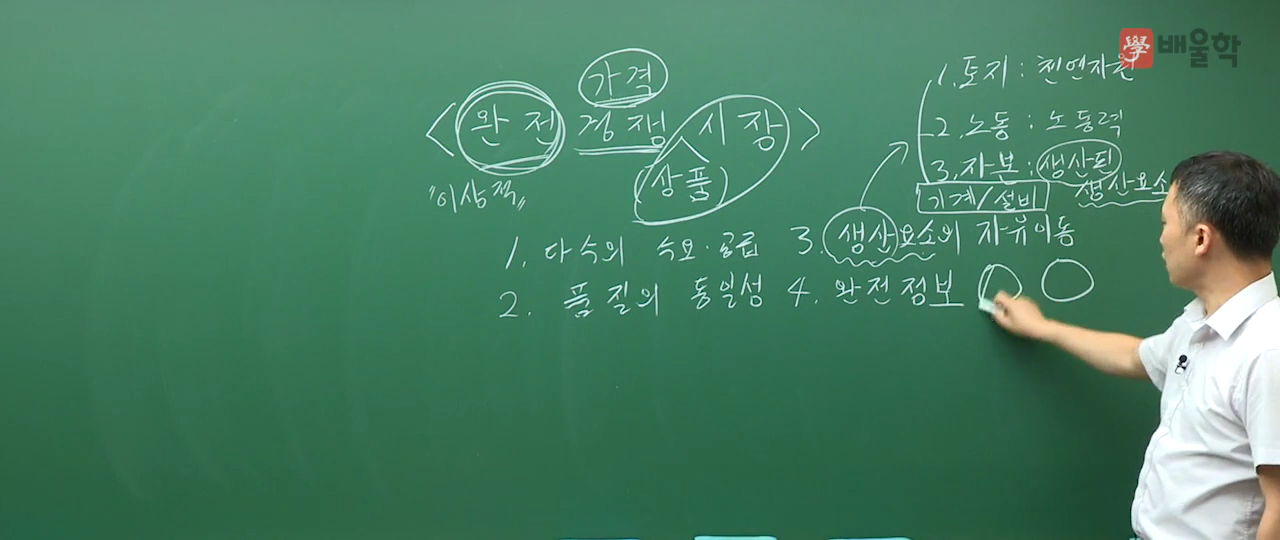 學 배울학
가격
<완전 경쟁 시장>
(상품)
"이상적"
1. 다수의 수요·공급
2. 품질의 동일성
3. 생산요소의 자유이동
4. 완전정보
1. 토지 : 천연자원
2. 노동 : 노동력
3. 자본 : 생산된
생산요소
기계/설비